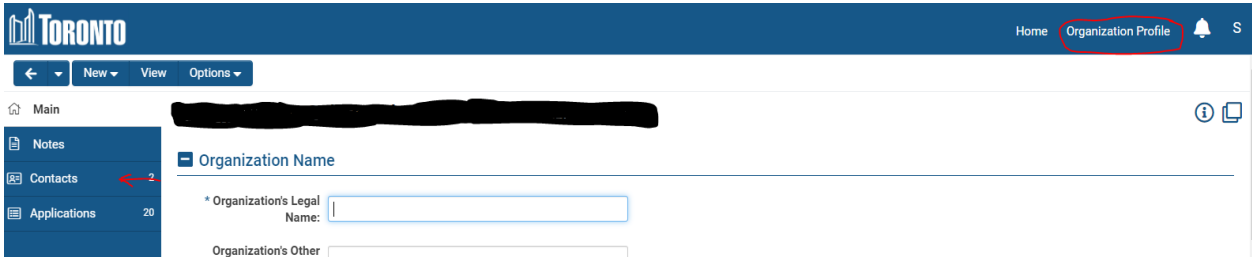 TORONTO
Home Organization Profile S
New View Options
Main
Notes
Contacts 2
Applications 20
Organization Name
* Organization's Legal
Name:
Organization's Other